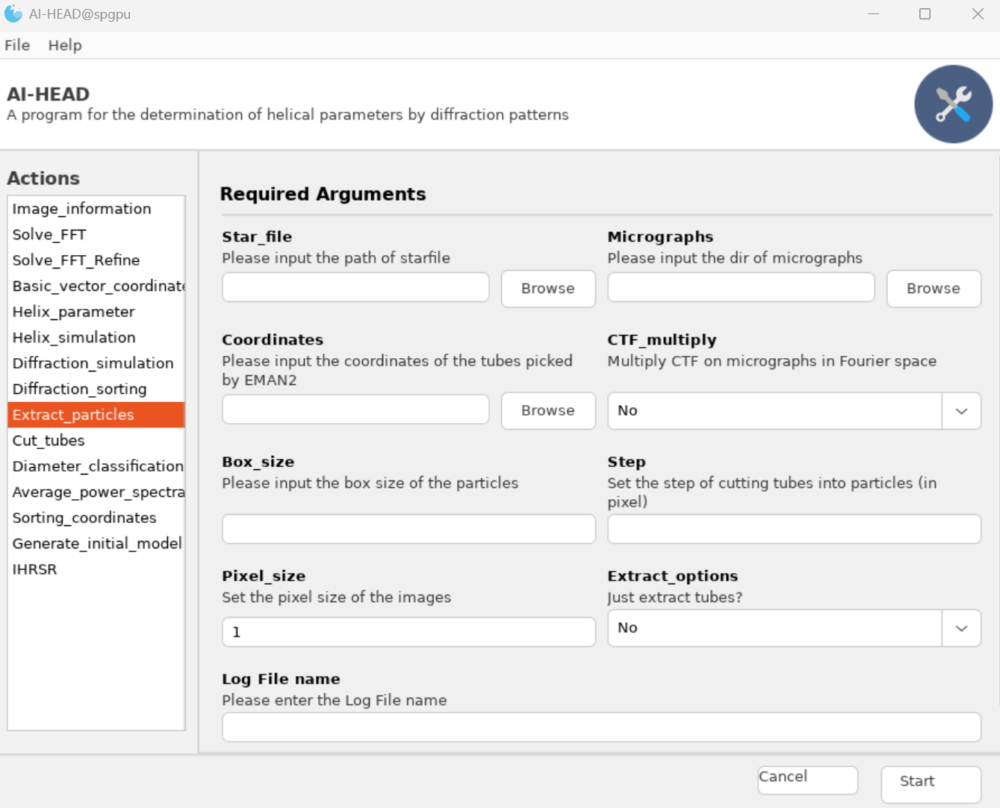 AI-HEAD@spgpu
File Help
AI-HEAD
A program for the determination of helical parameters by diffraction patterns
Actions
Image_information
Solve_FFT
Solve_FFT_Refine
Basic_vector_coordinate
Helix_parameter
Helix_simulation
Diffraction_simulation
Diffraction_sorting
Extract_particles
Cut_tubes
Diameter_classification
Average_power_spectra
Sorting_coordinates
Generate_initial_model
IHRSR
Required Arguments
Star_file
Please input the path of starfile
Browse
Micrographs
Please input the dir of micrographs
Browse
Coordinates
Please input the coordinates of the tubes picked
by EMAN2
Browse
CTF_multiply
Multiply CTF on micrographs in Fourier space
No
Box_size
Please input the box size of the particles
Step
Set the step of cutting tubes into particles (in
pixel)
Pixel_size
Set the pixel size of the images
1
Extract_options
Just extract tubes?
No
Log File name
Please enter the Log File name
Cancel
Start